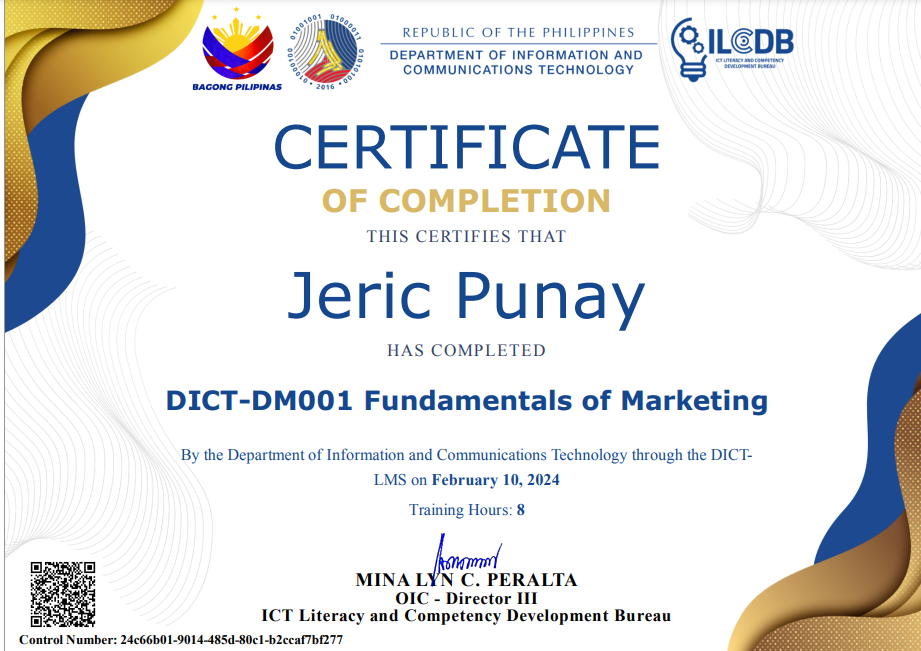 BAGONG PILIPINAS
01001001 01000011 01010100
2016
REPUBLIC OF THE PHILIPPINES
DEPARTMENT OF INFORMATION AND
COMMUNICATIONS TECHNOLOGY
ILCDB
ICT LITERACY AND COMPETENCY
DEVELOPMENT BUREAU
CERTIFICATE
OF COMPLETION
THIS CERTIFIES THAT
Jeric Punay
HAS COMPLETED
DICT-DM001 Fundamentals of Marketing
By the Department of Information and Communications Technology through the DICT-
LMS on February 10, 2024
Training Hours: 8
MINA LYN C. PERALTA
OIC - Director III
ICT Literacy and Competency Development Bureau
Control Number: 24c66b01-9014-485d-80c1-b2ccaf7bf277